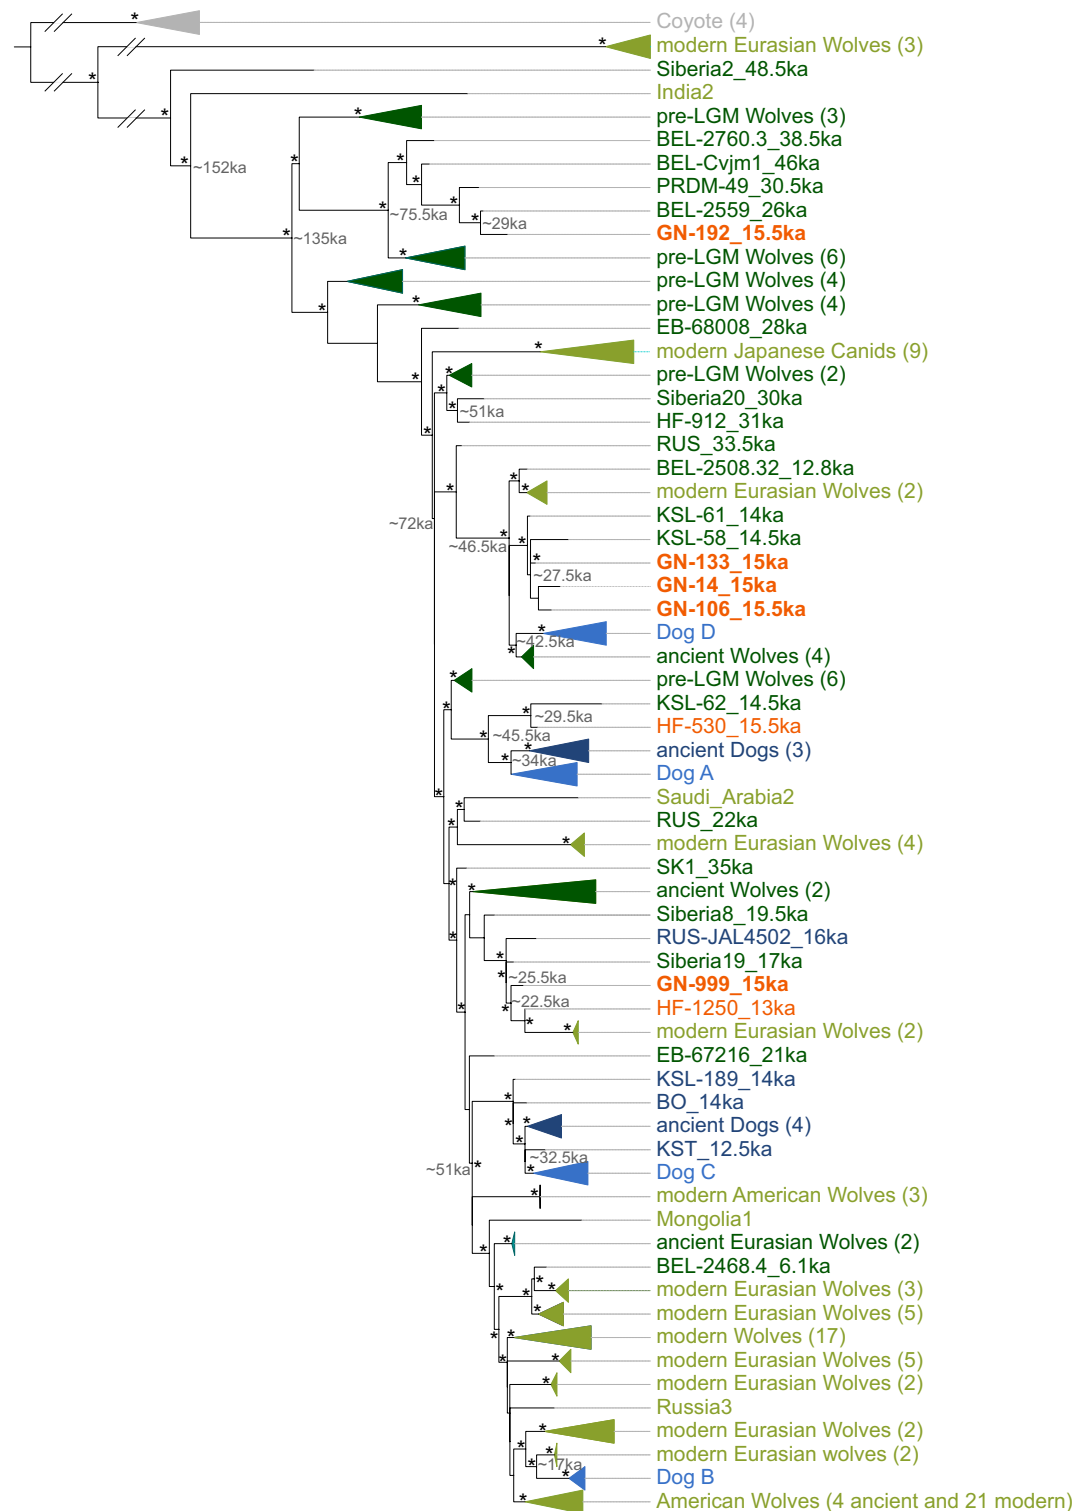 Coyote (4)
modern Eurasian Wolves (3)
Siberia2_48.5ka
India2
pre-LGM Wolves (3)
BEL-2760.3_38.5ka
BEL-Cvjm1_46ka
~152ka
PRDM-49_30.5ka
BEL-2559_26ka
~75.5ka
~29ka
GN-192_15.5ka
~135ka
pre-LGM Wolves (6)
pre-LGM Wolves (4)
pre-LGM Wolves (4)
EB-68008_28ka
modern Japanese Canids (9)
pre-LGM Wolves (2)
Siberia20_30ka
~51ka
HF-912_31ka
RUS_33.5ka
BEL-2508.32_12.8ka
modern Eurasian Wolves (2)
KSL-61_14ka
~72ka
KSL-58_14.5ka
~46.5ka
GN-133_15ka
~27.5ka
GN-14_15ka
GN-106_15.5ka
Dog D
~42.5ka
ancient Wolves (4)
pre-LGM Wolves (6)
KSL-62_14.5ka
~29.5ka
HF-530_15.5ka
~45.5ka
ancient Dogs (3)
~34ka
Dog A
Saudi_Arabia2
RUS_22ka
modern Eurasian Wolves (4)
SK1_35ka
ancient Wolves (2)
Siberia8_19.5ka
RUS-JAL4502_16ka
Siberia19_17ka
~25.5ka
GN-999_15ka
~22.5ka
HF-1250_13ka
modern Eurasian Wolves (2)
EB-67216_21ka
KSL-189_14ka
BO_14ka
ancient Dogs (4)
KST_12.5ka
~32.5ka
~51ka
Dog C
modern American Wolves (3)
Mongolia1
ancient Eurasian Wolves (2)
BEL-2468.4_6.1ka
modern Eurasian Wolves (3)
modern Eurasian Wolves (5)
modern Wolves (17)
modern Eurasian Wolves (5)
modern Eurasian Wolves (2)
Russia3
modern Eurasian Wolves (2)
modern Eurasian wolves (2)
~17ka
Dog B
American Wolves (4 ancient and 21 modern)